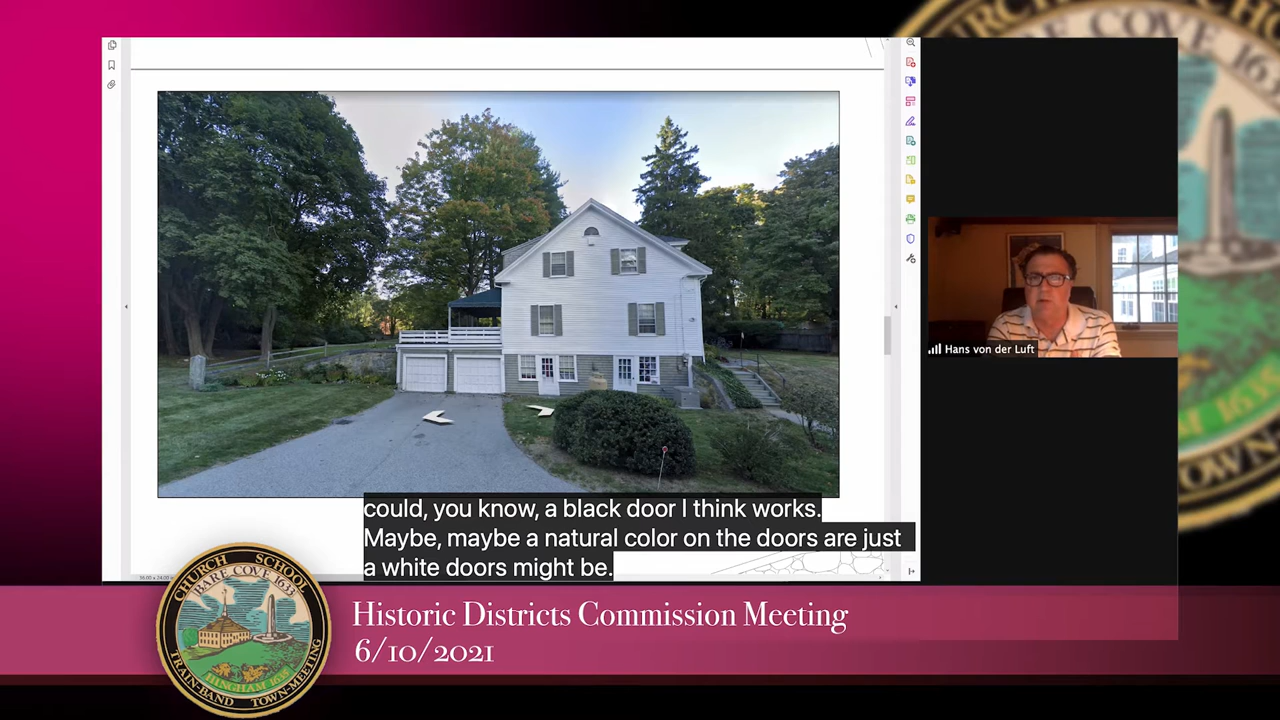 Hans von der Luft
could, you know, a black door I think works.
Maybe, maybe a natural color on the doors are just
a white doors might be.
Historic Districts Commission Meeting
6/10/2021
CHURCH SCHOOL
BARE COVE 1633
HINGHAM 1635
TRAIN-BAND TOWN-MEETING